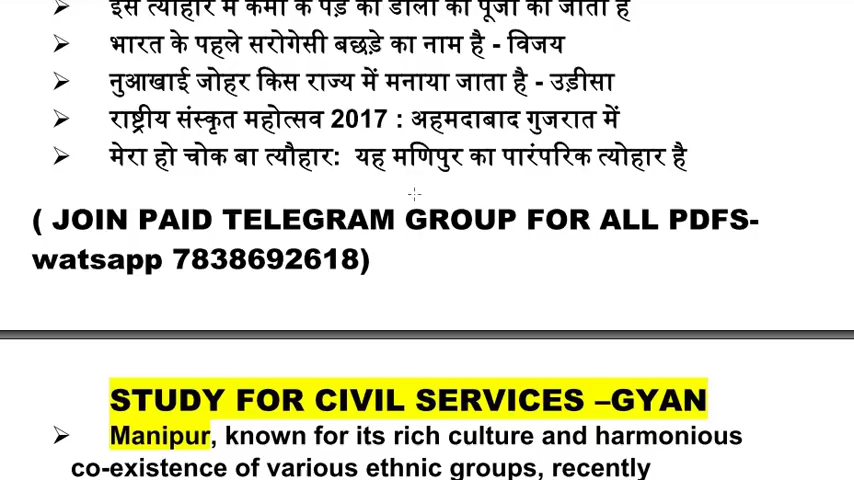 इस त्योहार में कर्मा के पेड़ की डाली की पूजा की जाती है
भारत के पहले सरोगेसी बछड़े का नाम है - विजय
नुआखाई जोहर किस राज्य में मनाया जाता है - उड़ीसा
राष्ट्रीय संस्कृत महोत्सव 2017 : अहमदाबाद गुजरात में
मेरा हो चोक बा त्यौहार: यह मणिपुर का पारंपरिक त्योहार है
( JOIN PAID TELEGRAM GROUP FOR ALL PDFS-
watsapp 7838692618)
STUDY FOR CIVIL SERVICES –GYAN
Manipur, known for its rich culture and harmonious
co-existence of various ethnic groups, recently